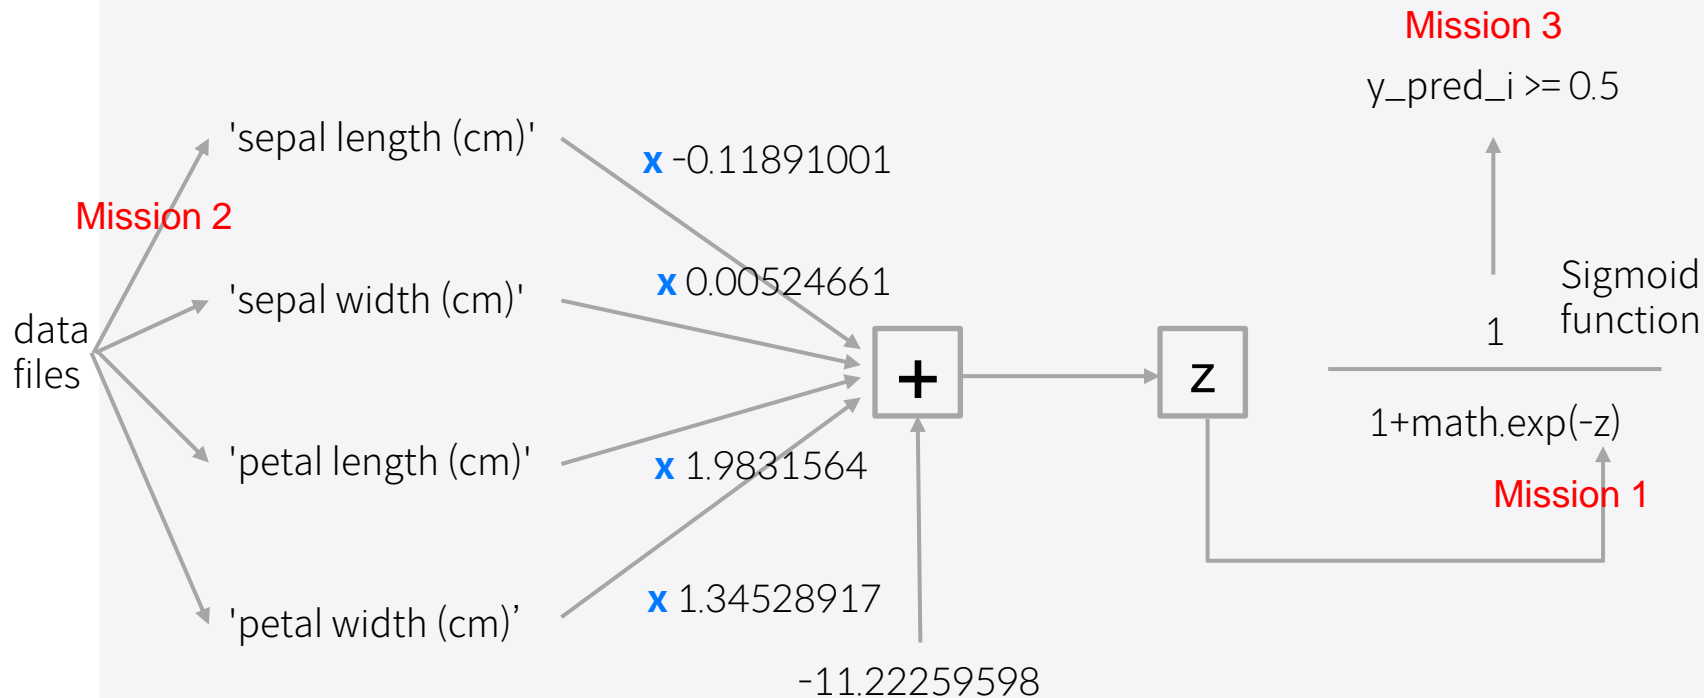 Mission 3
y_pred_i >= 0.5
'sepal length (cm)'
x -0.11891001
Mission 2
'sepal width (cm)'
x 0.00524661
data
files
Sigmoid
function
1
+
z
1+math.exp(-z)
'petal length (cm)'
x 1.9831564
Mission 1
'petal width (cm)’
x 1.34528917
-11.22259598